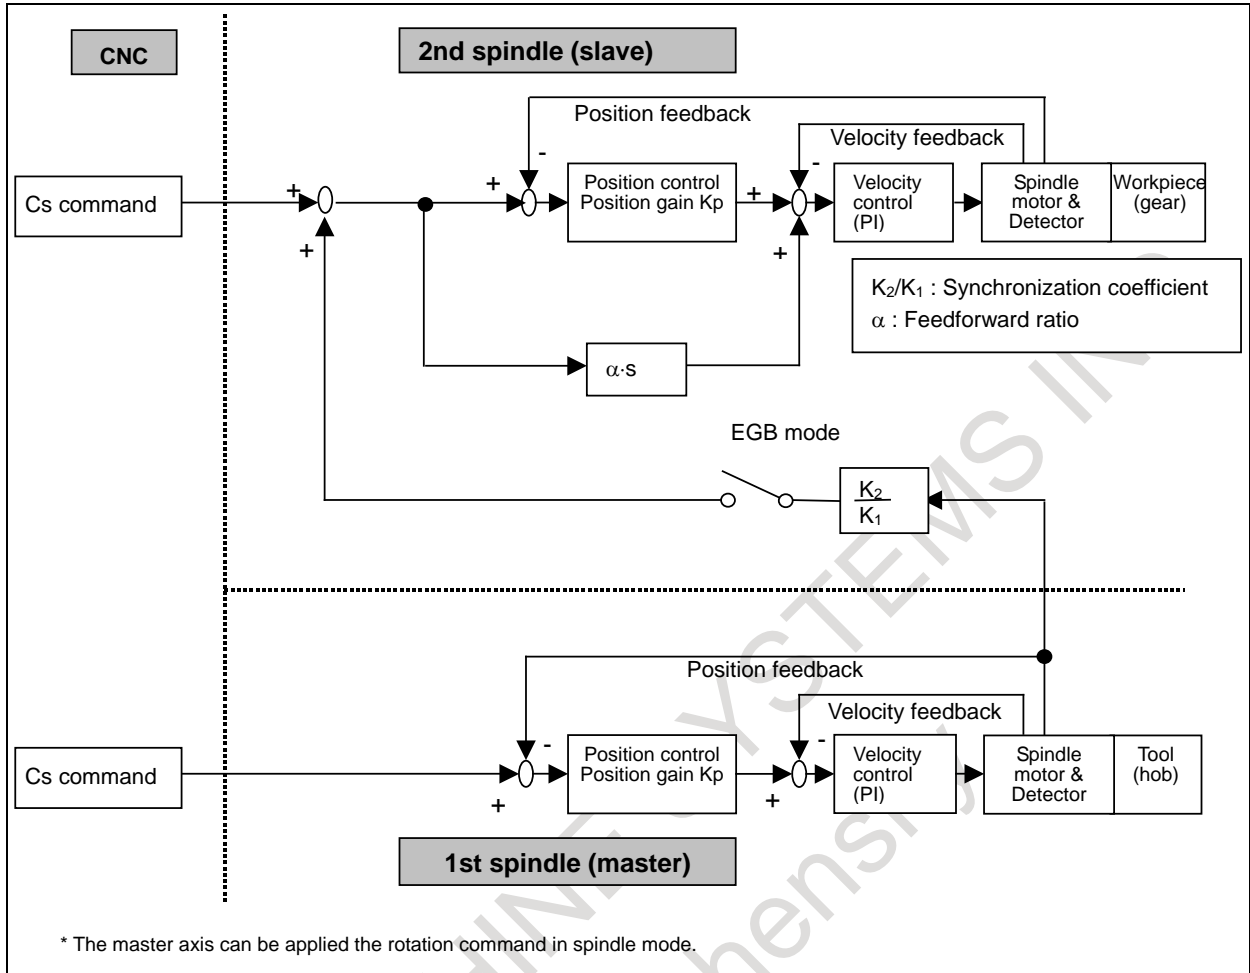 CNC
2nd spindle (slave)
Position feedback
Velocity feedback
-
-
Cs command
+
+
+
Position control
Position gain Kp
+
Velocity
control
(PI)
Spindle
motor &
Detector
Workpiece
(gear)
+
K2/K1 : Synchronization coefficient
α : Feedforward ratio
α·s
EGB mode
K2
K1
Position feedback
Velocity feedback
-
-
Cs command
+
Position control
Position gain Kp
+
Velocity
control
(PI)
Spindle
motor &
Detector
Tool
(hob)
1st spindle (master)
* The master axis can be applied the rotation command in spindle mode.